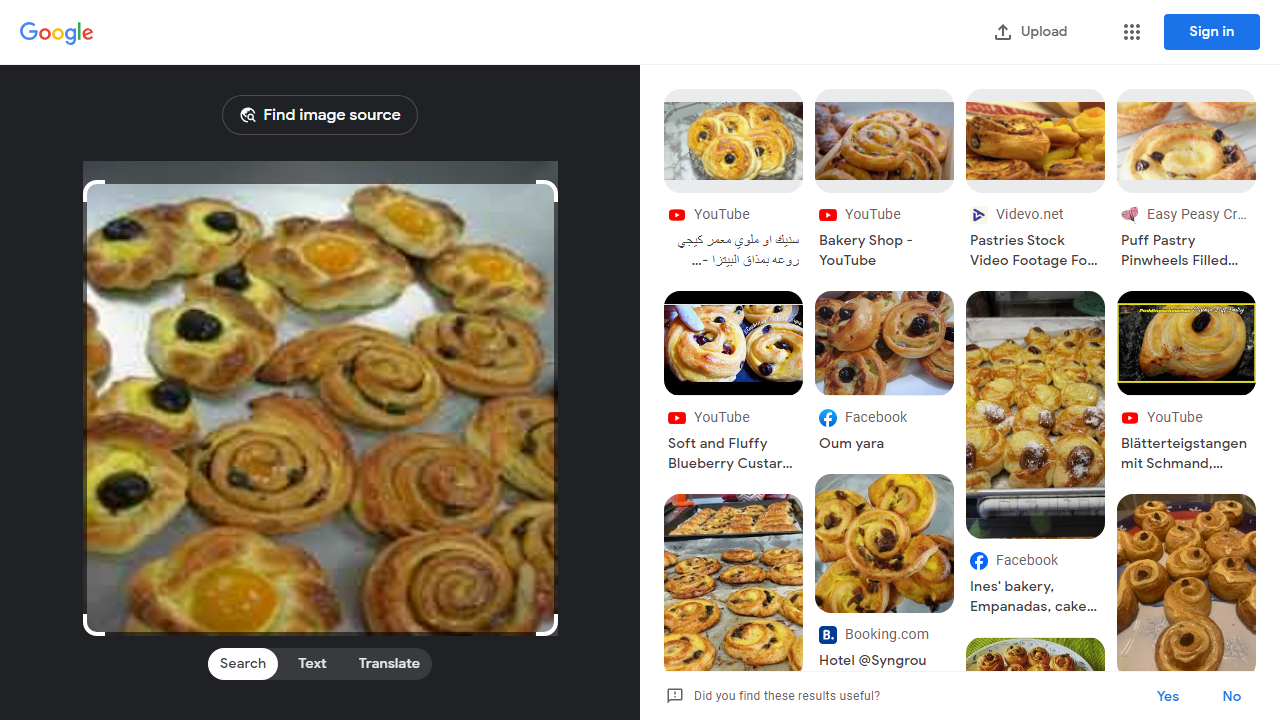 Google
Upload
Sign in
Find image source
Search
Text
Translate
YouTube
سنيك او ملوي معمر كيجي
روعه بمذاق البيتزا -...
YouTube
Bakery Shop -
YouTube
Videvo.net
Pastries Stock
Video Footage Fo...
Easy Peasy Cr...
Puff Pastry
Pinwheels Filled...
YouTube
Soft and Fluffy
Blueberry Custar...
Facebook
Oum yara
Facebook
Ines' bakery,
Empanadas, cake...
YouTube
Blätterteigstangen
mit Schmand,...
B.
Booking.com
Hotel @Syngrou
Did you find these results useful?
Yes
No